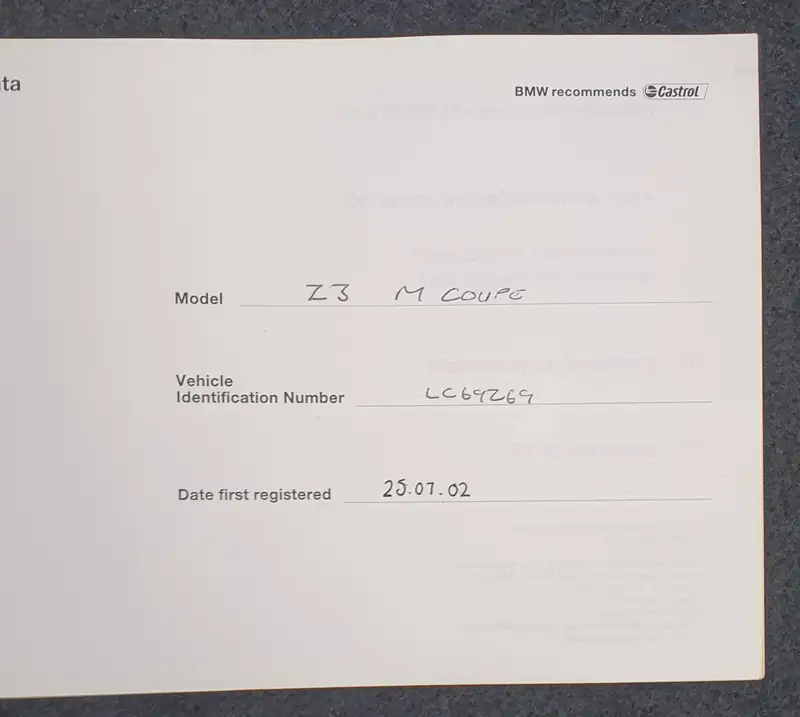 ta
BMW recommends Castrol
Model Z3 M COUPE
Vehicle
Identification Number LC69269
Date first registered 25.07.02